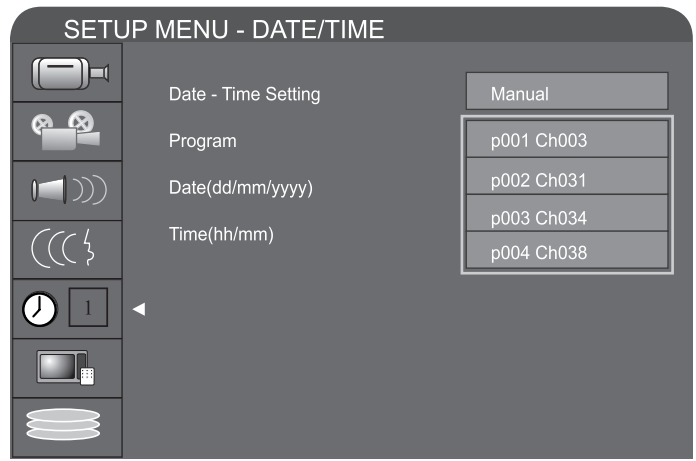 SETUP MENU - DATE/TIME
Date - Time Setting Manual
Program p001 Ch003
Date(dd/mm/yyyy) p002 Ch031
p003 Ch034
Time(hh/mm)
p004 Ch038
1